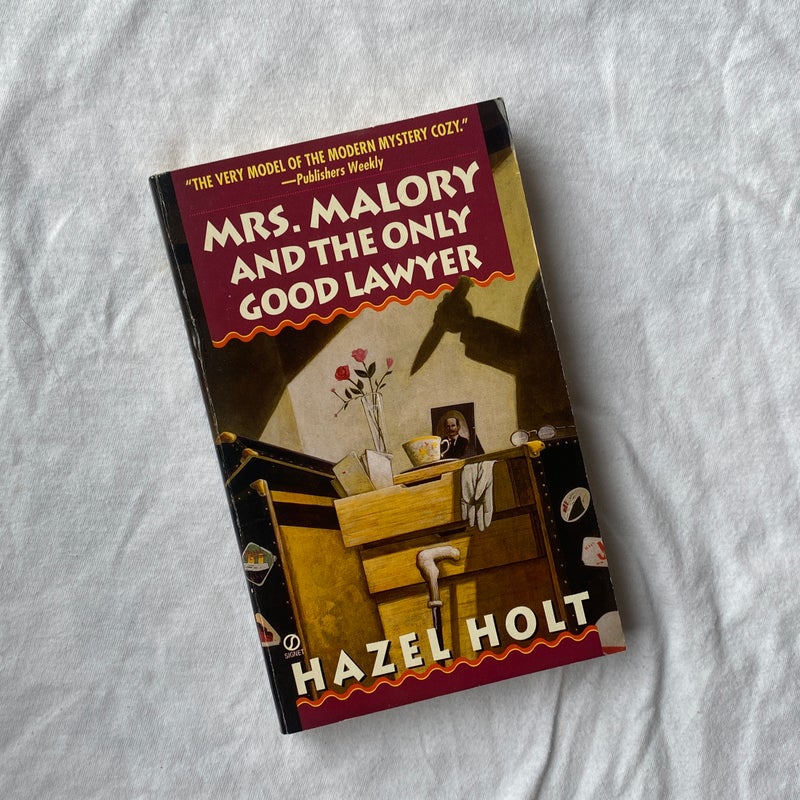 "THE VERY MODEL OF THE MODERN MYSTERY COZY."
—Publishers Weekly
MRS. MALORY
AND THE ONLY
GOOD LAWYER
SIGNET
HAZEL HOLT